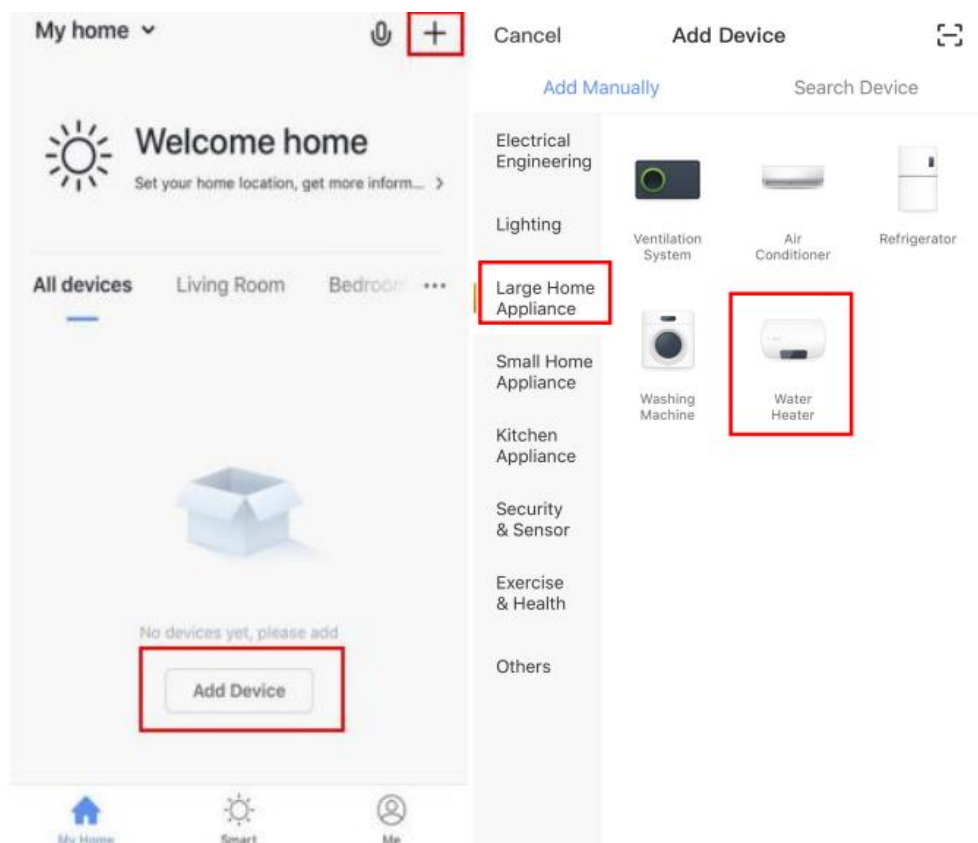 My home
Welcome home
Set your home location, get more inform... >
All devices
Living Room
Bedroom
No devices yet, please add
Add Device
My Home
Smart
Me
Cancel
Add Device
Add Manually
Search Device
Electrical
Engineering
Lighting
Large Home
Appliance
Small Home
Appliance
Kitchen
Appliance
Security
& Sensor
Exercise
& Health
Others
Ventilation
System
Air
Conditioner
Refrigerator
Washing
Machine
Water
Heater